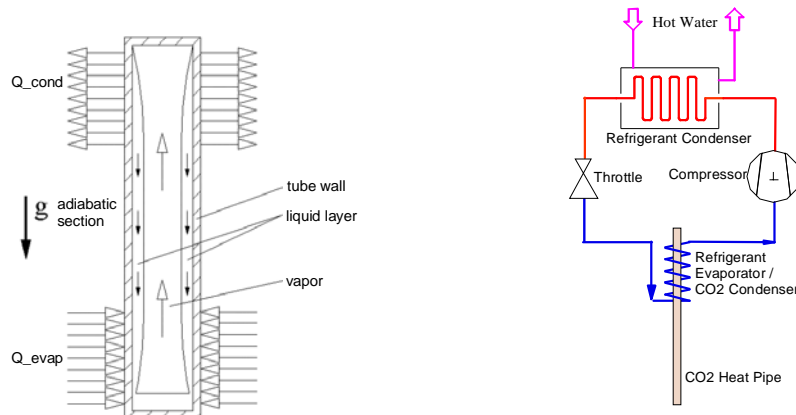 Q_cond
g
adiabatic
section
tube wall
liquid layer
vapor
Q_evap
Hot Water
Refrigerant Condenser
Throttle
Compressor
Refrigerant
Evaporator /
CO2 Condenser
CO2 Heat Pipe